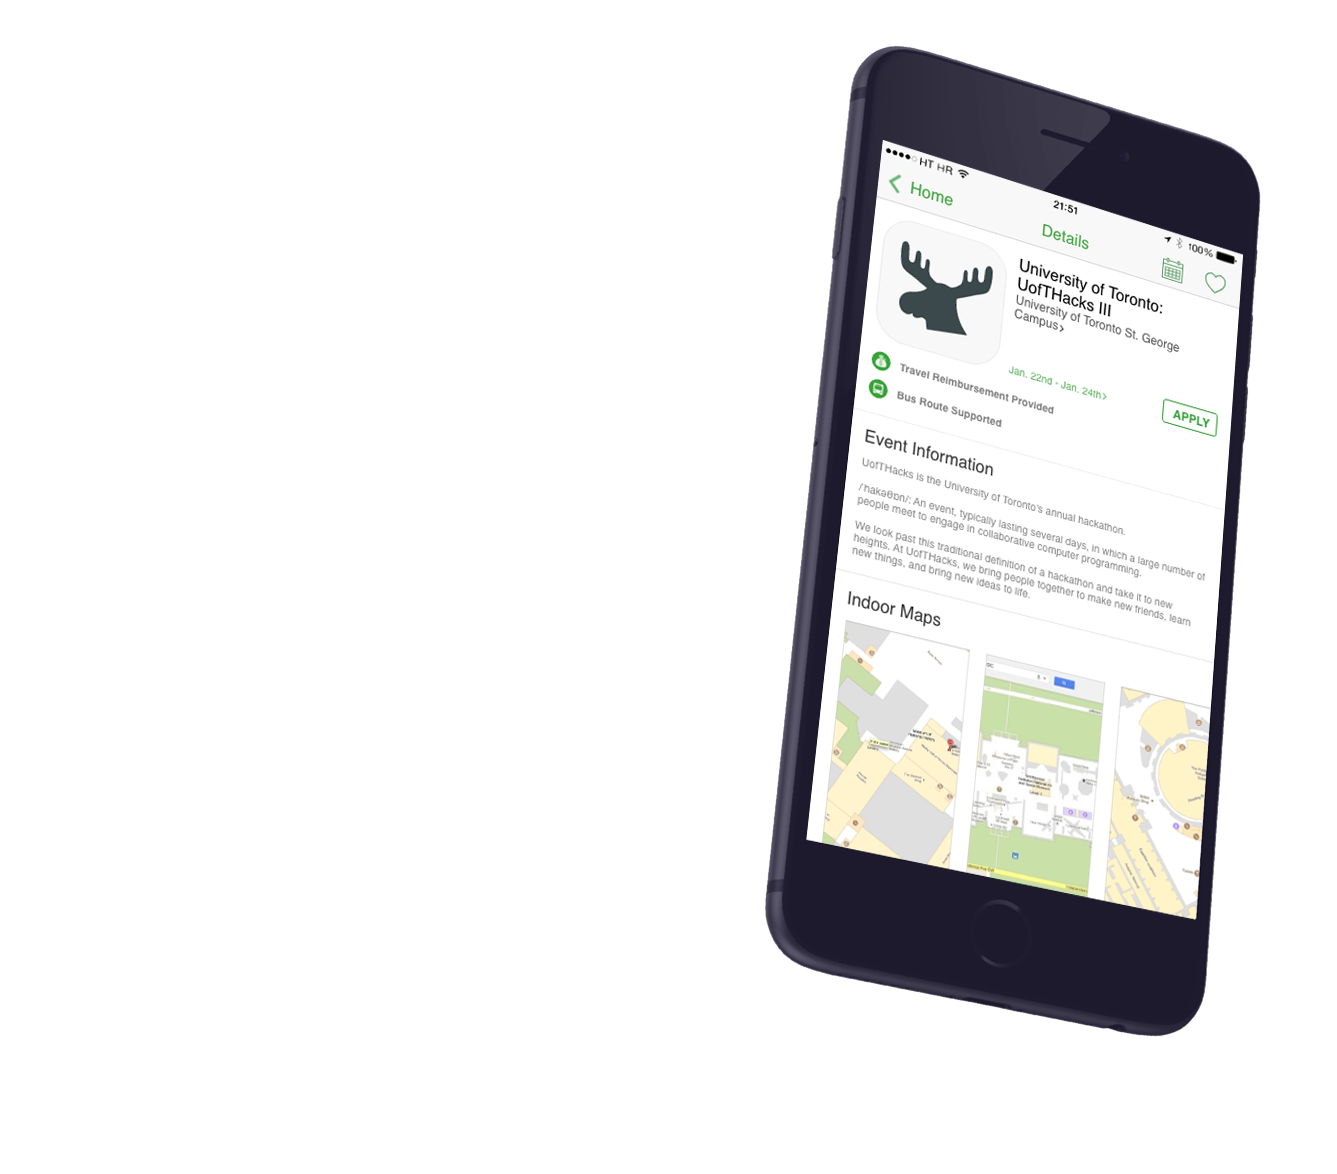 HT HR
21:51
100%
Home
Details
University of Toronto:
UofTHacks III
University of Toronto St. George
Campus
Jan. 22nd - Jan. 24th
Travel Reimbursement Provided
Bus Route Supported
APPLY
Event Information
UofTHacks is the University of Toronto's annual hackathon.
/ˈhakəθɒn/: An event, typically lasting several days, in which a large number of
people meet to engage in collaborative computer programming.
We look past this traditional definition of a hackathon and take it to new
heights. At UofTHacks, we bring people together to make new friends, learn
new things, and bring new ideas to life.
Indoor Maps